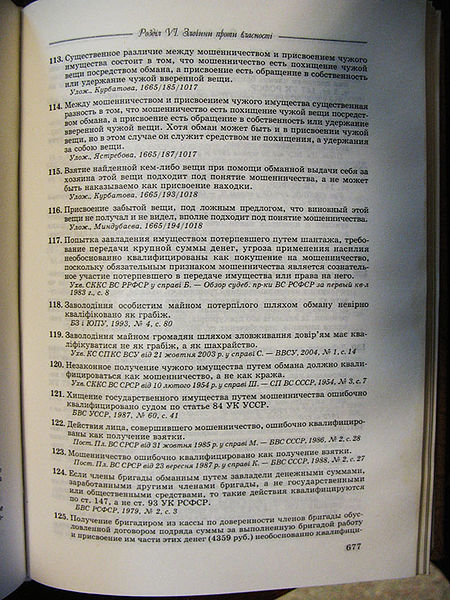 Розділ VI. Злочини проти власності
113. Существенное различие между мошенничеством и присвоением чужого
имущества состоит в том, что мошенничество есть похищение чужой
вещи посредством обмана, а присвоение есть обращение в собственность
или удержание чужой вверенной вещи.
Улож., Курбатова, 1665/185/1017
114. Между мошенничеством и присвоением чужого имущества существенная
разность в том, что мошенничество есть похищение чужой вещи посредст-
вом обмана, а присвоение есть обращение в собственность или удержание
вверенной чужой вещи. Хотя обман может быть и в присвоении чужой
вещи, но в этом случае он служит средством не похищения, а удержания
за собою вещи.
Улож., Ястребова, 1665/187/1017
115. Взятие найденной кем-либо вещи при помощи обманной выдачи себя за
хозяина этой вещи подходит под понятие мошенничества, а не может
быть наказываемо как присвоение находки.
Улож., Курбатова, 1665/193/1018
116. Присвоение забытой вещи, под ложным предлогом, что виновный этой
вещи не получал и не видел, вполне подходит под понятие мошенничества.
Улож., Миндубаева, 1665/194/1018
117. Попытка завладения имуществом потерпевшего путем шантажа, требо-
вание передачи крупной суммы денег, угроза применения насилия
необоснованно квалифицированы как покушение на мошенничество,
поскольку обязательным признаком мошенничества является сознатель-
ное участие потерпевшего в передаче имущества или права на него.
Ухв. СККС ВС РРФСР у справі Б. — Обзор судеб. пр-ки ВС РСФСР за первый кв-л
1983 г., с. 8
118. Заволодіння особистим майном потерпілого шляхом обману невірно
кваліфіковане як грабіж.
БЗ і ЮПУ, 1993, № 4, с. 80
119. Заволодіння майном громадян шляхом зловживання довір'ям має ква-
ліфікуватися не як грабіж, а як шахрайство.
Ухв. КС СПКС ВСУ від 21 жовтня 2003 р. у справі С. — ВВСУ, 2004, № 1, с. 14
120. Незаконное получение чужого имущества путем обмана должно квали-
фицироваться как мошенничество, а не как кража.
Ухв. СККС ВС СРСР від 10 лютого 1954 р. у справі Ш. — СП ВС СССР, 1954, № 3, с. 7
121. Хищение государственного имущества путем мошенничества ошибочно
квалифицировано судом по статье 84 УК УССР.
ВВС УССР, 1987, № 60, с. 41
122. Действия лица, совершившего мошенничество, ошибочно квалифициро-
ваны как получение взятки.
Пост. Пл. ВС СРСР від 31 жовтня 1985 р. у справі М. — БВС СССР, 1986, № 2, с. 28
123. Мошенничество ошибочно квалифицировано как получение взятки.
Пост. Пл. ВС СРСР від 23 вересня 1987 р. у справі К. — БВС СССР, 1988, № 2, с. 27
124. Если члены бригады обманным путем завладели денежными суммами,
заработанными другими членами бригады, а не государственными
или общественными средствами, то такие действия квалифицируются
по ст. 147, а не ст. 93 УК РСФСР.
БВС РСФСР, 1979, № 2, с. 3
125. Получение бригадиром из кассы по доверенности членов бригады обус-
ловленной договором подряда суммы за выполненную бригадой работу
и присвоение им части этих денег (4359 руб.) необоснованно квалифици-
677